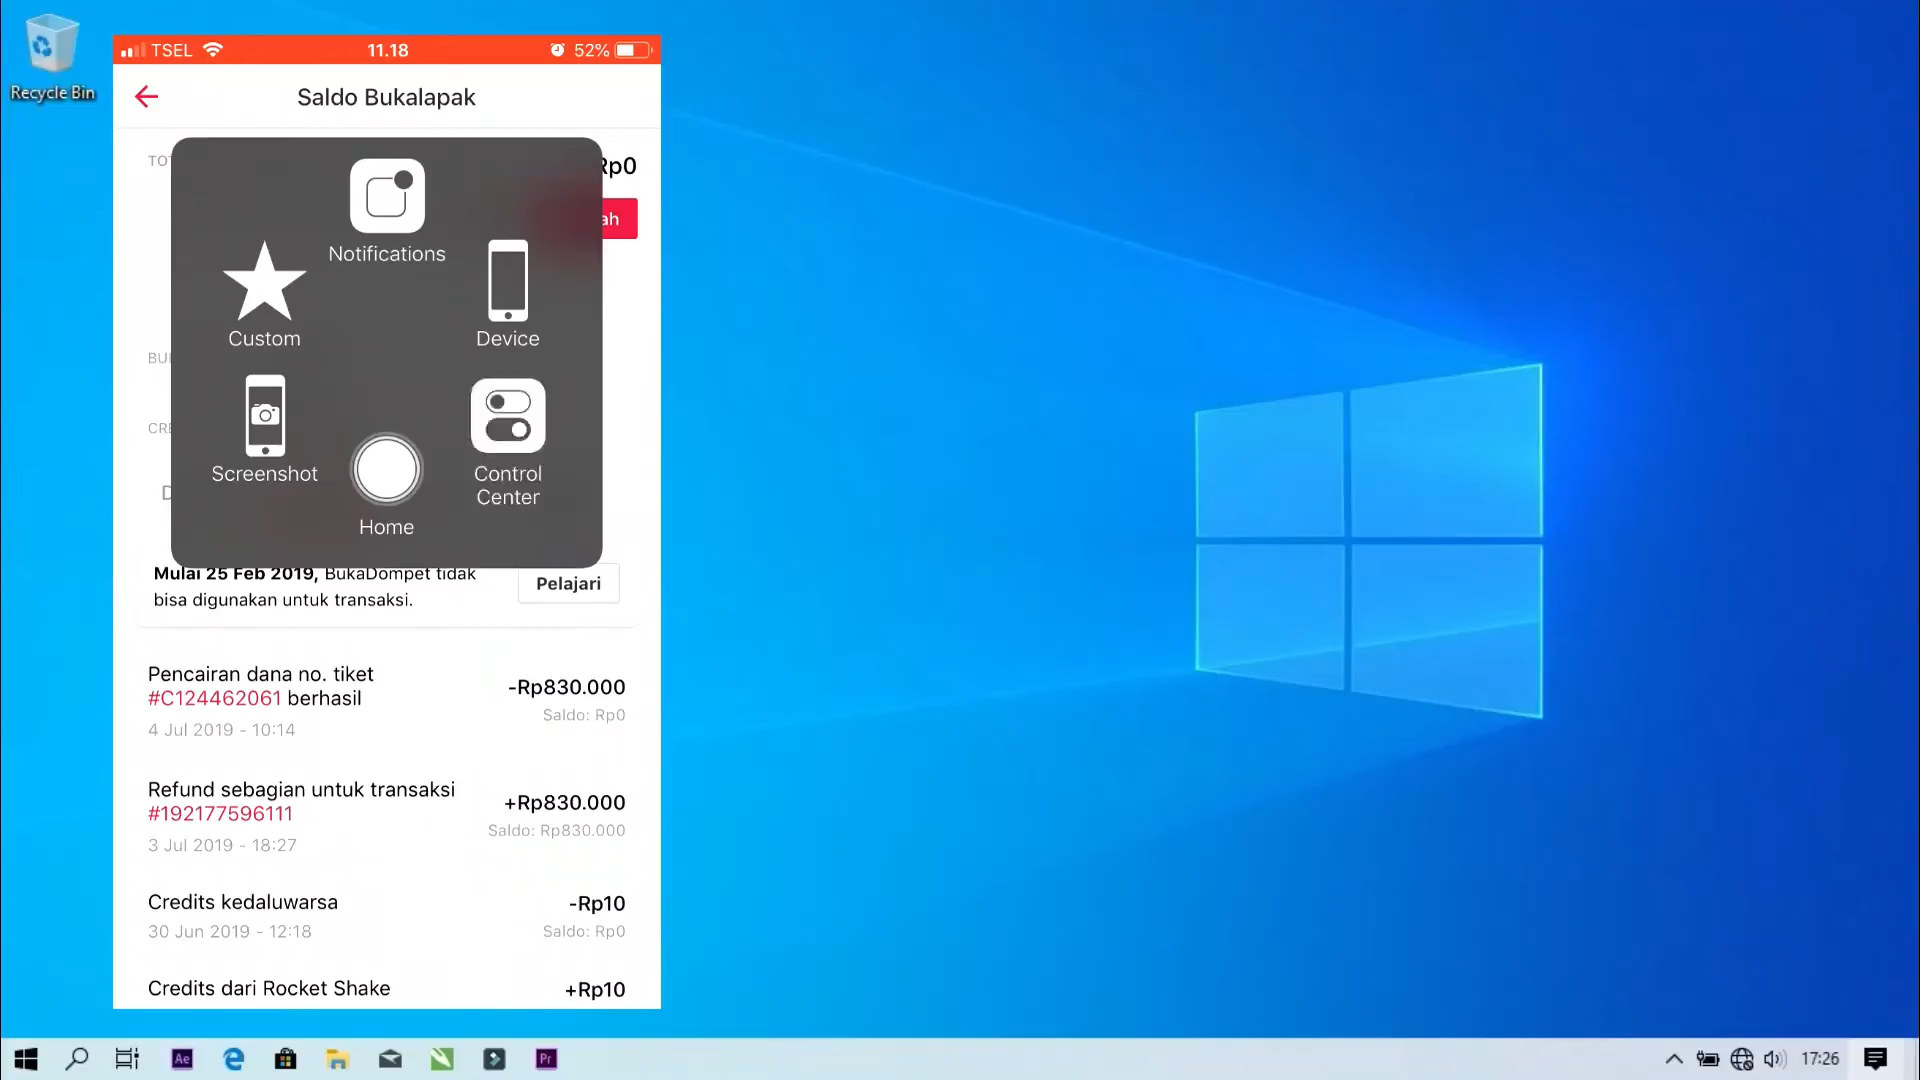 Recycle Bin
TSEL
11.18
52%
Saldo Bukalapak
Rp0
Notifications
Custom
Device
Screenshot
Control
Center
Home
Mulai 25 Feb 2019, BukaDompet tidak
bisa digunakan untuk transaksi.
Pelajari
Pencairan dana no. tiket
#C124462061 berhasil
-Rp830.000
Saldo: Rp0
4 Jul 2019 - 10:14
Refund sebagian untuk transaksi
#192177596111
+Rp830.000
Saldo: Rp830.000
3 Jul 2019 - 18:27
Credits kedaluwarsa
-Rp10
30 Jun 2019 - 12:18
Saldo: Rp0
Credits dari Rocket Shake
+Rp10
Ae
Pr
17:26